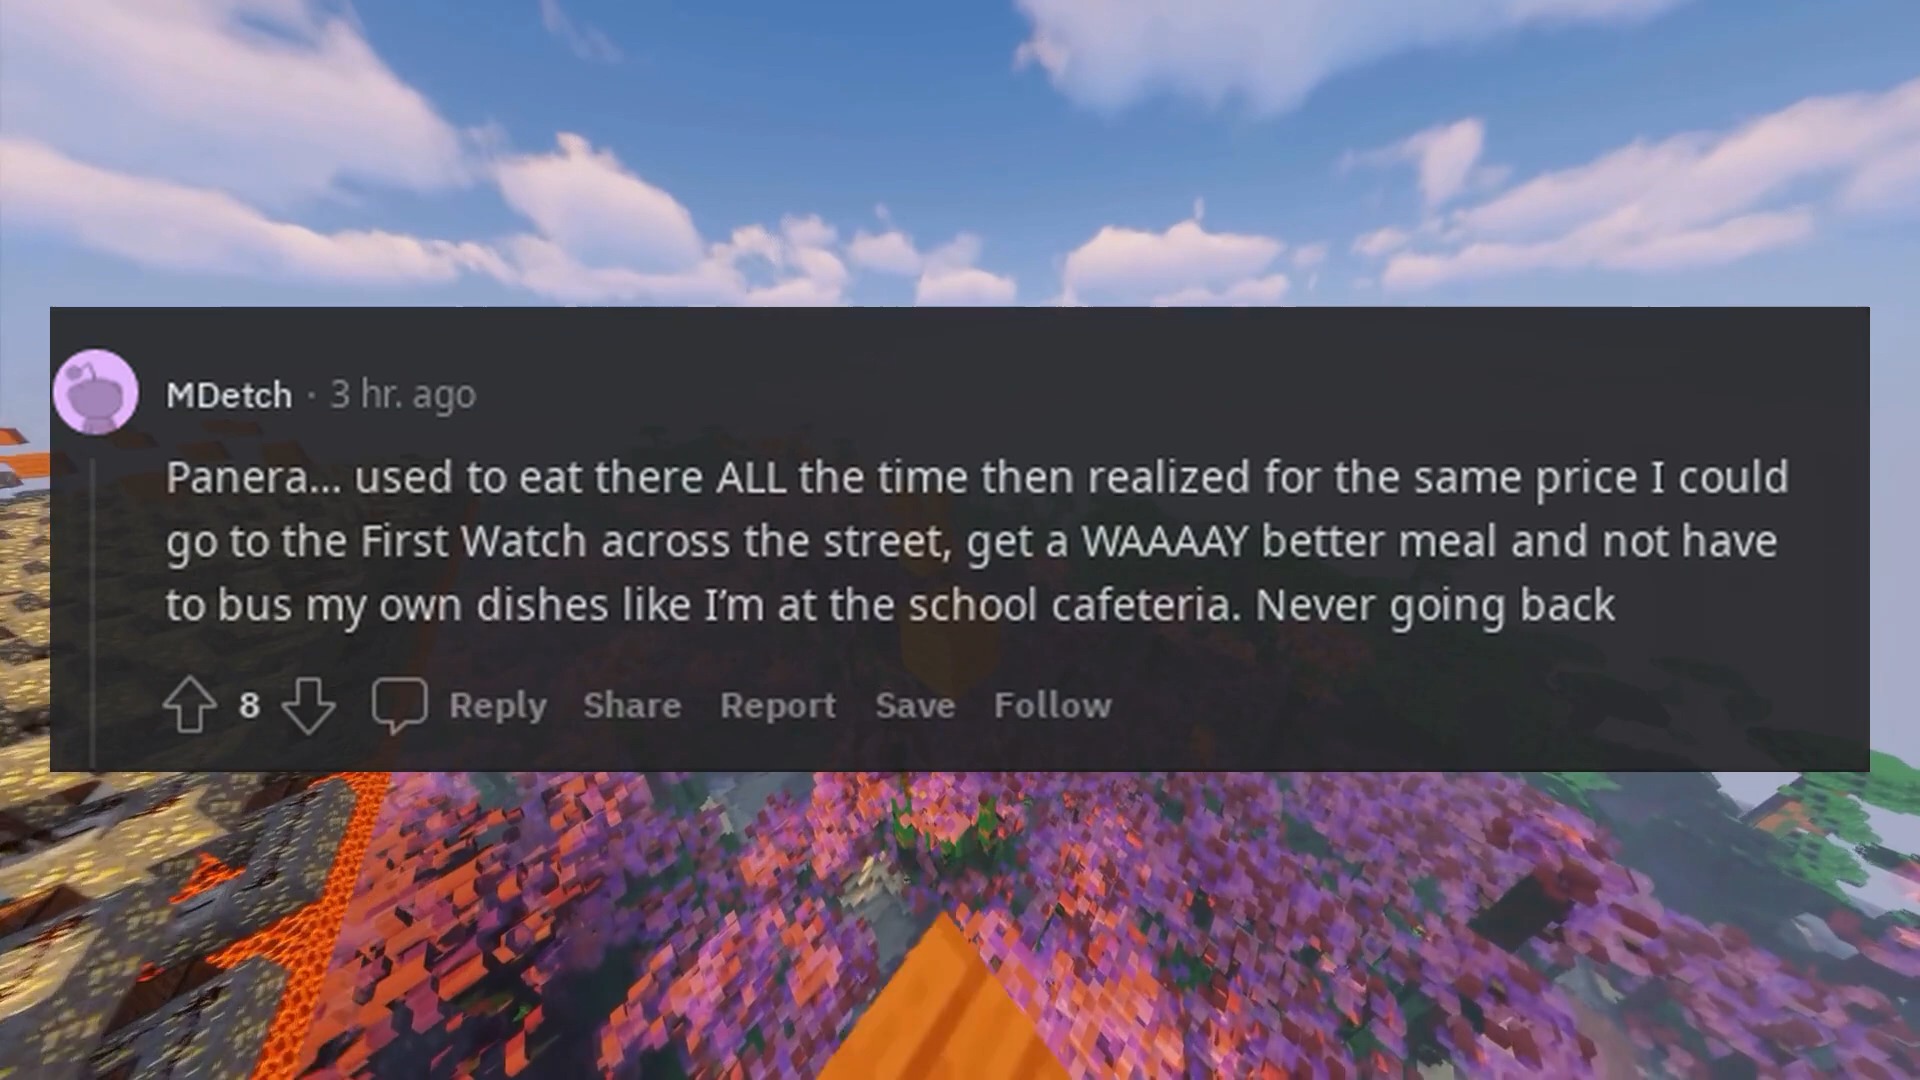 MDetch · 3 hr. ago
Panera... used to eat there ALL the time then realized for the same price I could
go to the First Watch across the street, get a WAAAAY better meal and not have
to bus my own dishes like I’m at the school cafeteria. Never going back
8 Reply Share Report Save Follow